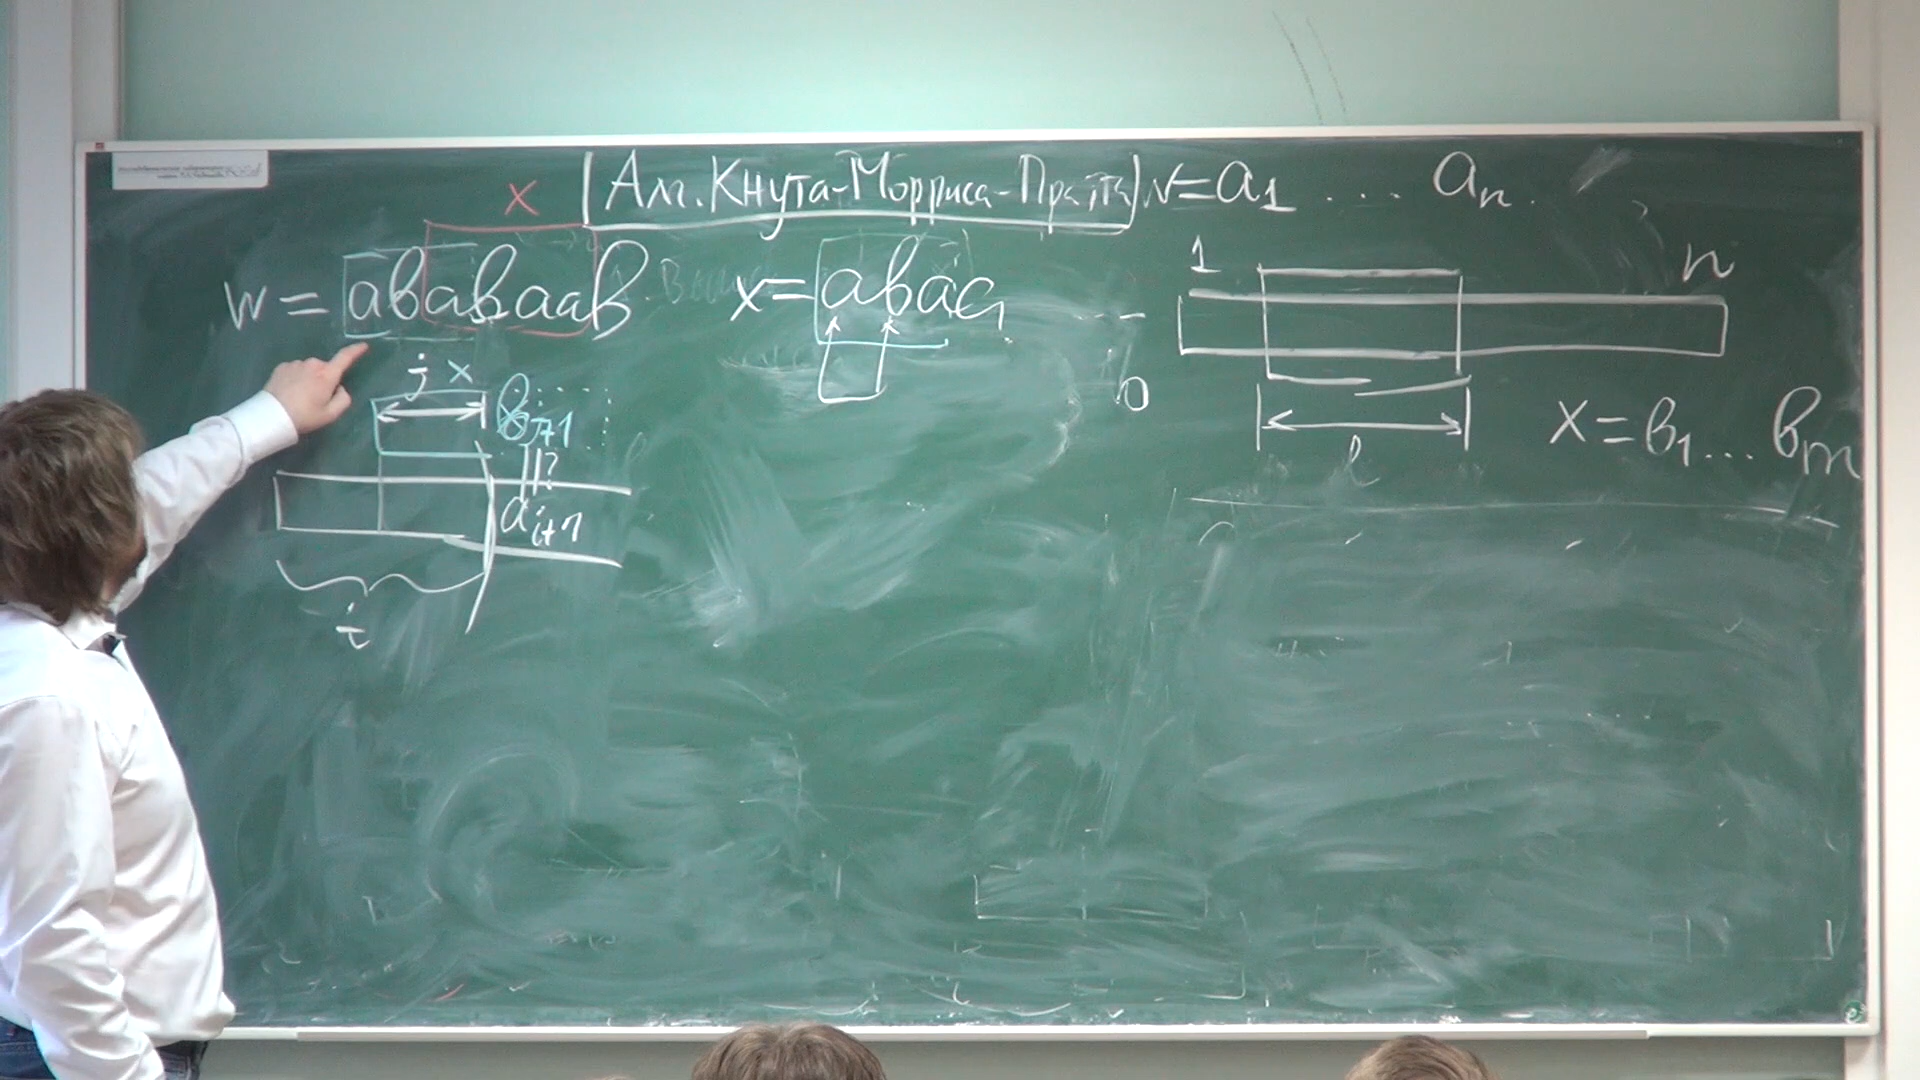 x
Алг. Кнута-Морриса-Пратта
w=a₁ .... aₙ.
w = ababaab
x=abaa
1
n
0
l
x=b₁...bₘ
j
x
bⱼ₊₁
||?
aᵢ₊₁
i